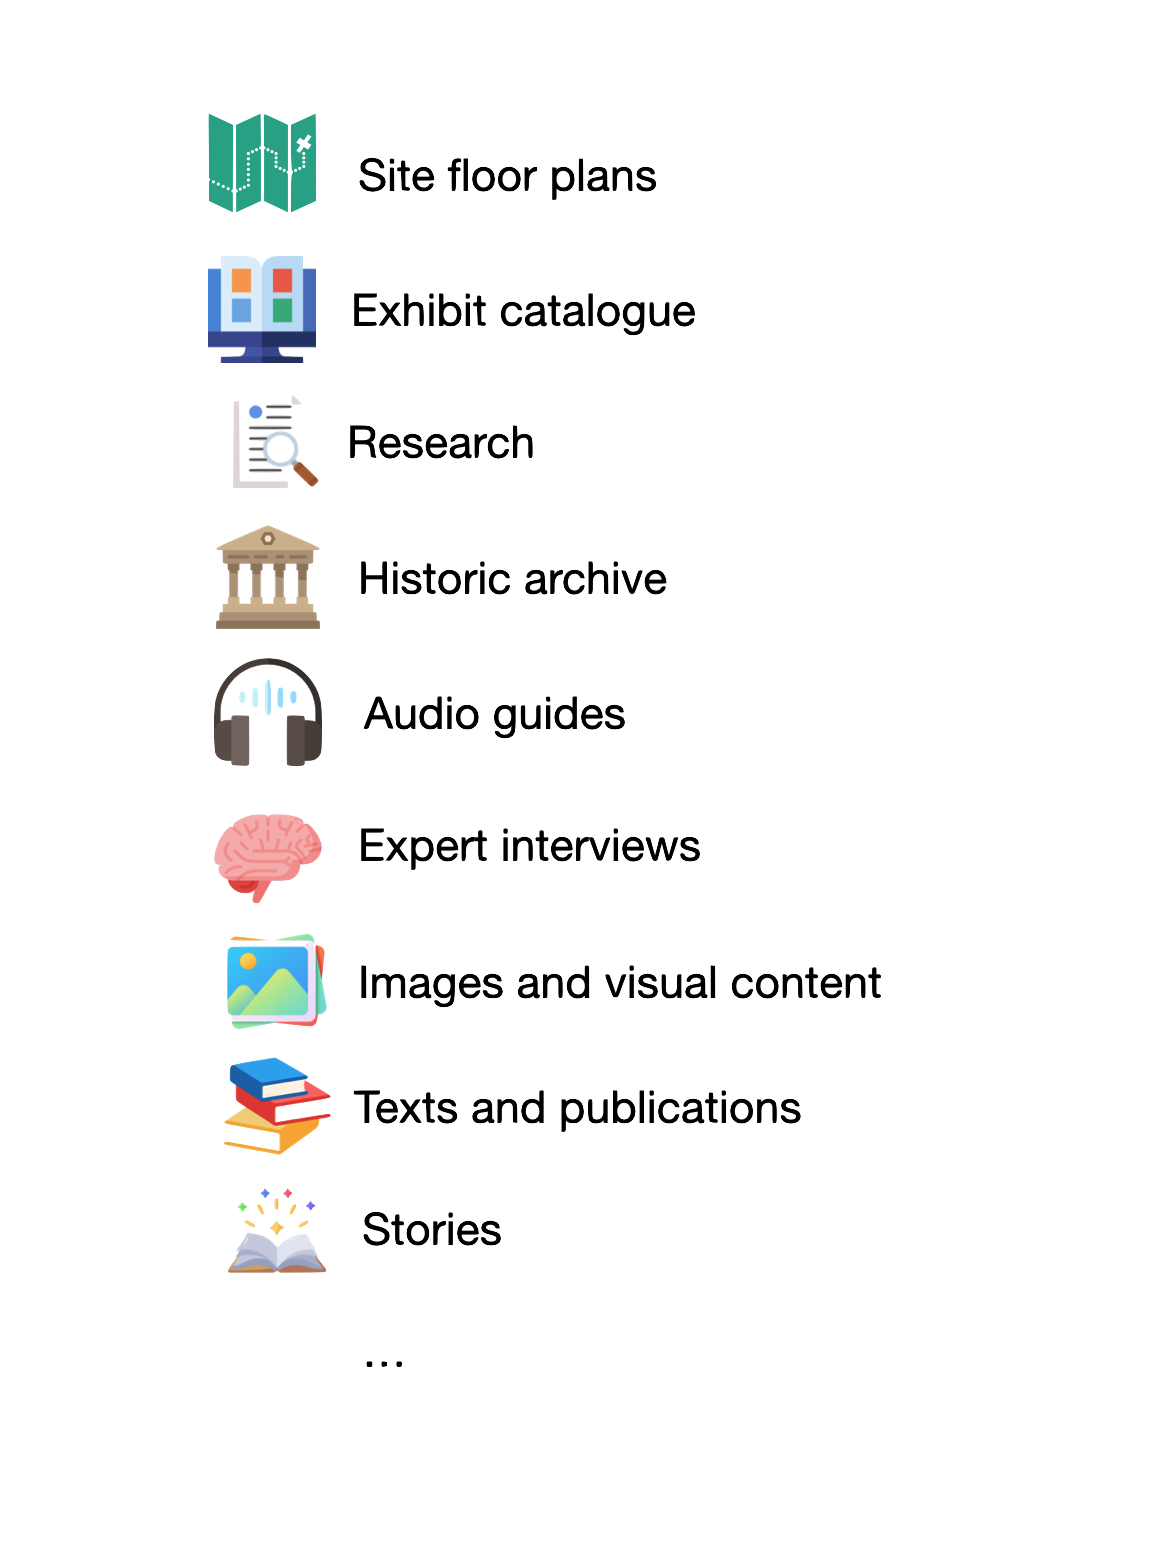 Site floor plans
Exhibit catalogue
Research
Historic archive
Audio guides
Expert interviews
Images and visual content
Texts and publications
Stories
...